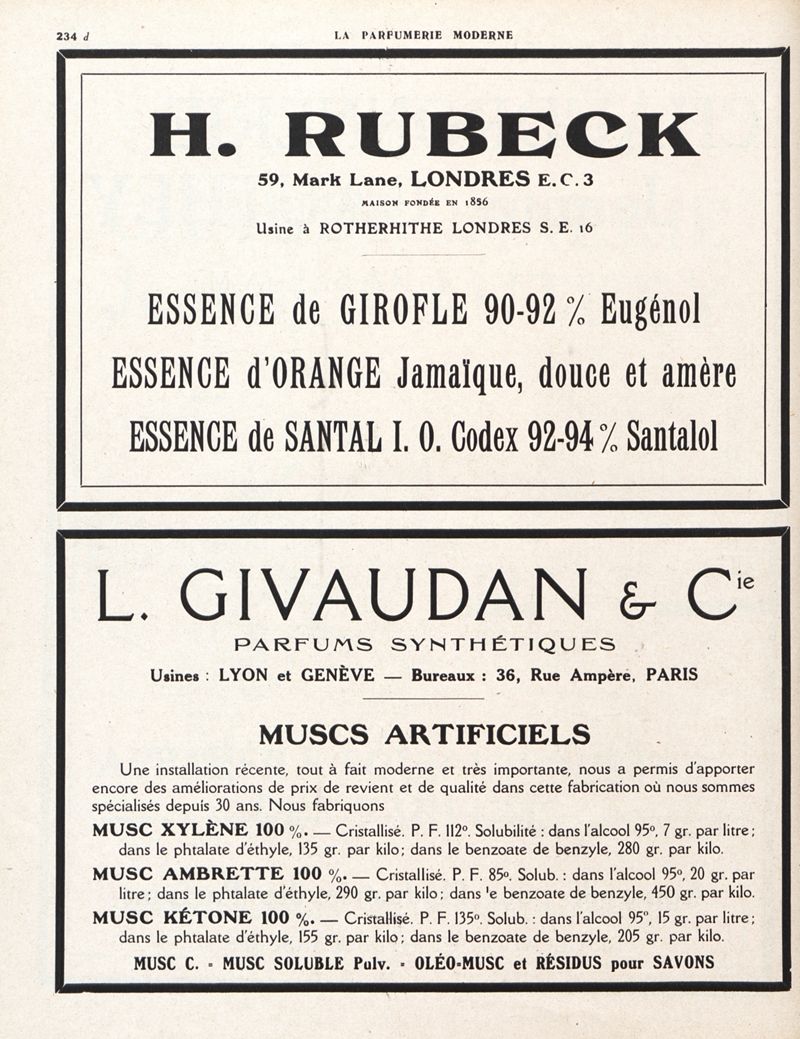 234 d
LA PARFUMERIE MODERNE
H. RUBECK
59, Mark Lane, LONDRES E.C.3
MAISON FONDÉE EN 1856
Usine à ROTHERHITHE LONDRES S. E. 16
ESSENCE de GIROFLE 90-92 % Eugénol
ESSENCE d'ORANGE Jamaïque, douce et amère
ESSENCE de SANTAL I. O. Codex 92-94 % Santalol
L. GIVAUDAN & Cie
PARFUMS SYNTHÉTIQUES
Usines : LYON et GENÈVE — Bureaux : 36, Rue Ampère, PARIS
MUSCS ARTIFICIELS
Une installation récente, tout à fait moderne et très importante, nous a permis d'apporter
encore des améliorations de prix de revient et de qualité dans cette fabrication où nous sommes
spécialisés depuis 30 ans. Nous fabriquons
MUSC XYLÈNE 100 %. — Cristallisé. P. F. 112º. Solubilité : dans l'alcool 95º, 7 gr. par litre ;
dans le phtalate d'éthyle, 135 gr. par kilo ; dans le benzoate de benzyle, 280 gr. par kilo.
MUSC AMBRETTE 100 %. — Cristallisé. P. F. 85º. Solub. : dans l'alcool 95º, 20 gr. par
litre ; dans le phtalate d'éthyle, 290 gr. par kilo ; dans 'e benzoate de benzyle, 450 gr. par kilo.
MUSC KÉTONE 100 %. — Cristallisé. P. F. 135º. Solub. : dans l'alcool 95º, 15 gr. par litre ;
dans le phtalate d'éthyle, 155 gr. par kilo ; dans le benzoate de benzyle, 205 gr. par kilo.
MUSC C. - MUSC SOLUBLE Pulv. - OLÉO-MUSC et RÉSIDUS pour SAVONS